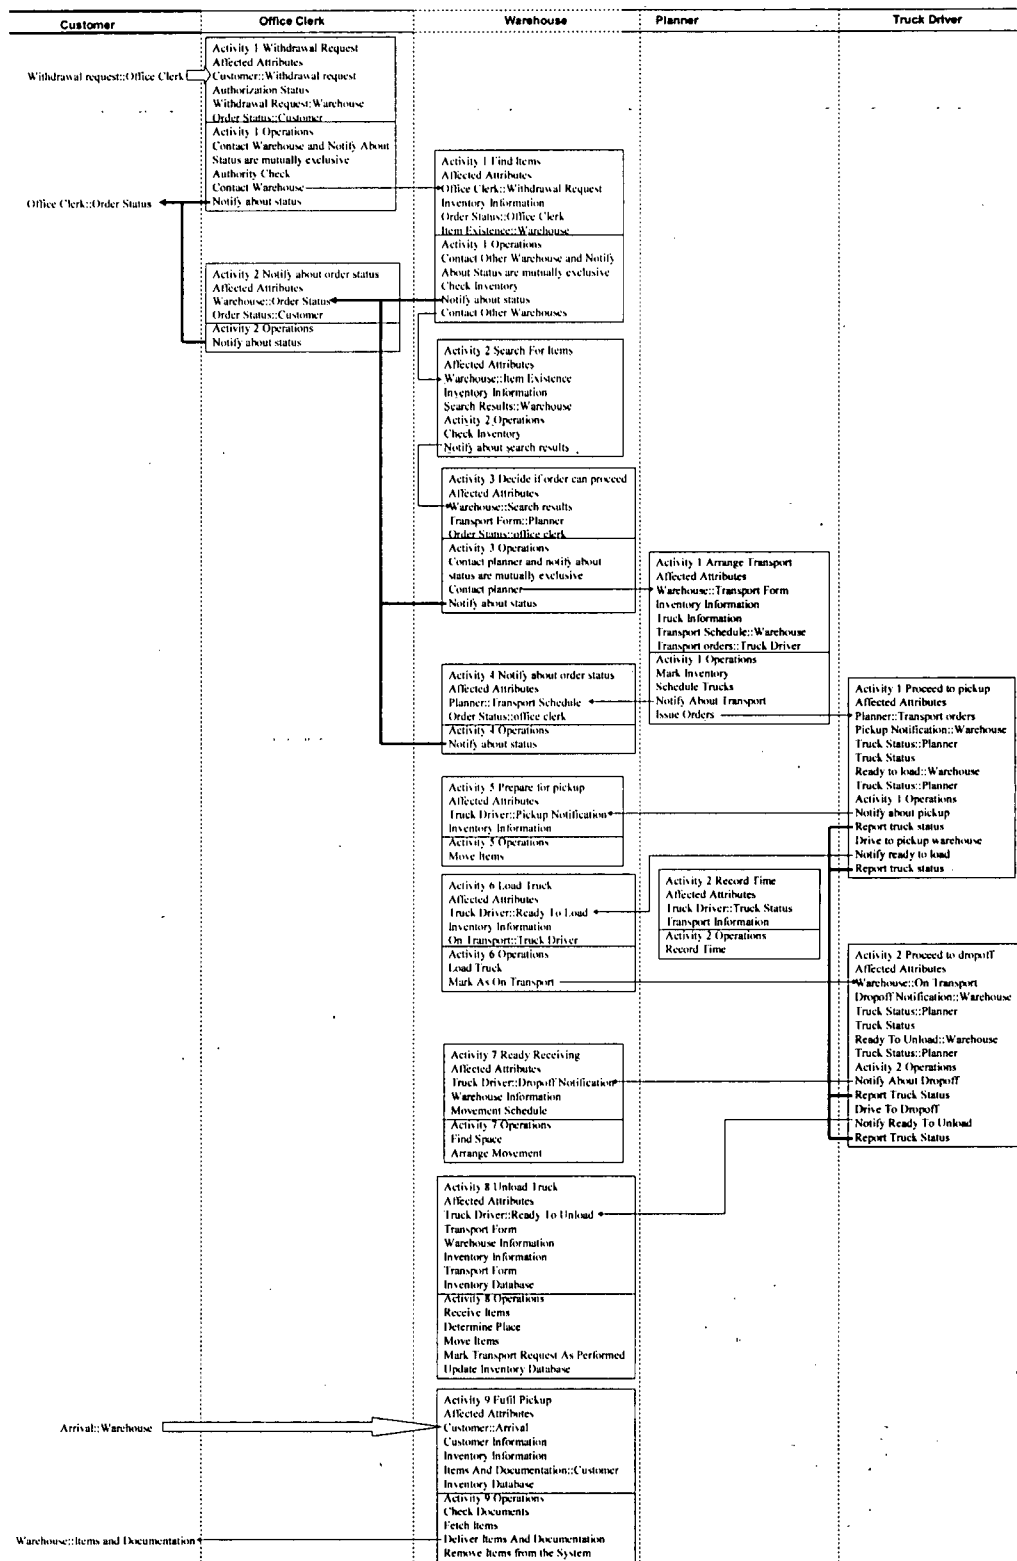 Customer
Office Clerk
Warehouse
Planner
Truck Driver
Withdrawal request::Office Clerk
Activity 1 Withdrawal Request
Affected Attributes
Customer::Withdrawal request
Authorization Status
Withdrawal Request::Warehouse
Order Status::Customer
Activity 1 Operations
Contact Warehouse and Notify About
Status are mutually exclusive
Authority Check
Contact Warehouse
Notify about status
Office Clerk::Order Status
Activity 1 Find Items
Affected Attributes
Office Clerk::Withdrawal Request
Inventory Information
Order Status::Office Clerk
Item Existence::Warehouse
Activity 1 Operations
Contact Other Warehouse and Notify
About Status are mutually exclusive
Check Inventory
Notify about status
Contact Other Warehouses
Activity 2 Notify about order status
Affected Attributes
Warehouse::Order Status
Order Status::Customer
Activity 2 Operations
Notify about status
Activity 2 Search For Items
Affected Attributes
Warehouse::Item Existence
Inventory Information
Search Results::Warehouse
Activity 2 Operations
Check Inventory
Notify about search results
Activity 3 Decide if order can proceed
Affected Attributes
Warehouse::Search results
Transport Form::Planner
Order Status::office clerk
Activity 3 Operations
Contact planner and notify about
status are mutually exclusive
Contact planner
Notify about status
Activity 1 Arrange Transport
Affected Attributes
Warehouse::Transport Form
Inventory Information
Truck Information
Transport Schedule::Warehouse
Transport orders::Truck Driver
Activity 1 Operations
Mark Inventory
Schedule Trucks
Notify About Transport
Issue Orders
Activity 4 Notify about order status
Affected Attributes
Planner::Transport Schedule
Order Status::office clerk
Activity 4 Operations
Notify about status
Activity 1 Proceed to pickup
Affected Attributes
Planner::Transport orders
Pickup Notification::Warehouse
Truck Status::Planner
Truck Status
Ready to load::Warehouse
Truck Status::Planner
Activity 1 Operations
Notify about pickup
Report truck status
Drive to pickup warehouse
Notify ready to load
Report truck status
Activity 5 Prepare for pickup
Affected Attributes
Truck Driver::Pickup Notification
Inventory Information
Activity 5 Operations
Move Items
Activity 6 Load Truck
Affected Attributes
Truck Driver::Ready To Load
Inventory Information
On Transport::Truck Driver
Activity 6 Operations
Load Truck
Mark As On Transport
Activity 2 Record Time
Affected Attributes
Truck Driver::Truck Status
Transport Information
Activity 2 Operations
Record Time
Activity 2 Proceed to dropoff
Affected Attributes
Warehouse::On Transport
Dropoff Notification::Warehouse
Truck Status::Planner
Truck Status
Ready To Unload::Warehouse
Truck Status::Planner
Activity 2 Operations
Notify About Dropoff
Report Truck Status
Drive To Dropoff
Notify Ready To Unload
Report Truck Status
Activity 7 Ready Receiving
Affected Attributes
Truck Driver::Dropoff Notification
Warehouse Information
Movement Schedule
Activity 7 Operations
Find Space
Arrange Movement
Activity 8 Unload Truck
Affected Attributes
Truck Driver::Ready To Unload
Transport Form
Warehouse Information
Inventory Information
Transport Form
Inventory Database
Activity 8 Operations
Receive Items
Determine Place
Move Items
Mark Transport Request As Performed
Update Inventory Database
Arrival::Warehouse
Activity 9 Fufil Pickup
Affected Attributes
Customer::Arrival
Customer Information
Inventory Information
Items And Documentation::Customer
Inventory Database
Activity 9 Operations
Check Documents
Fetch Items
Deliver Items And Documentation
Remove Items from the System
Warehouse::Items and Documentation